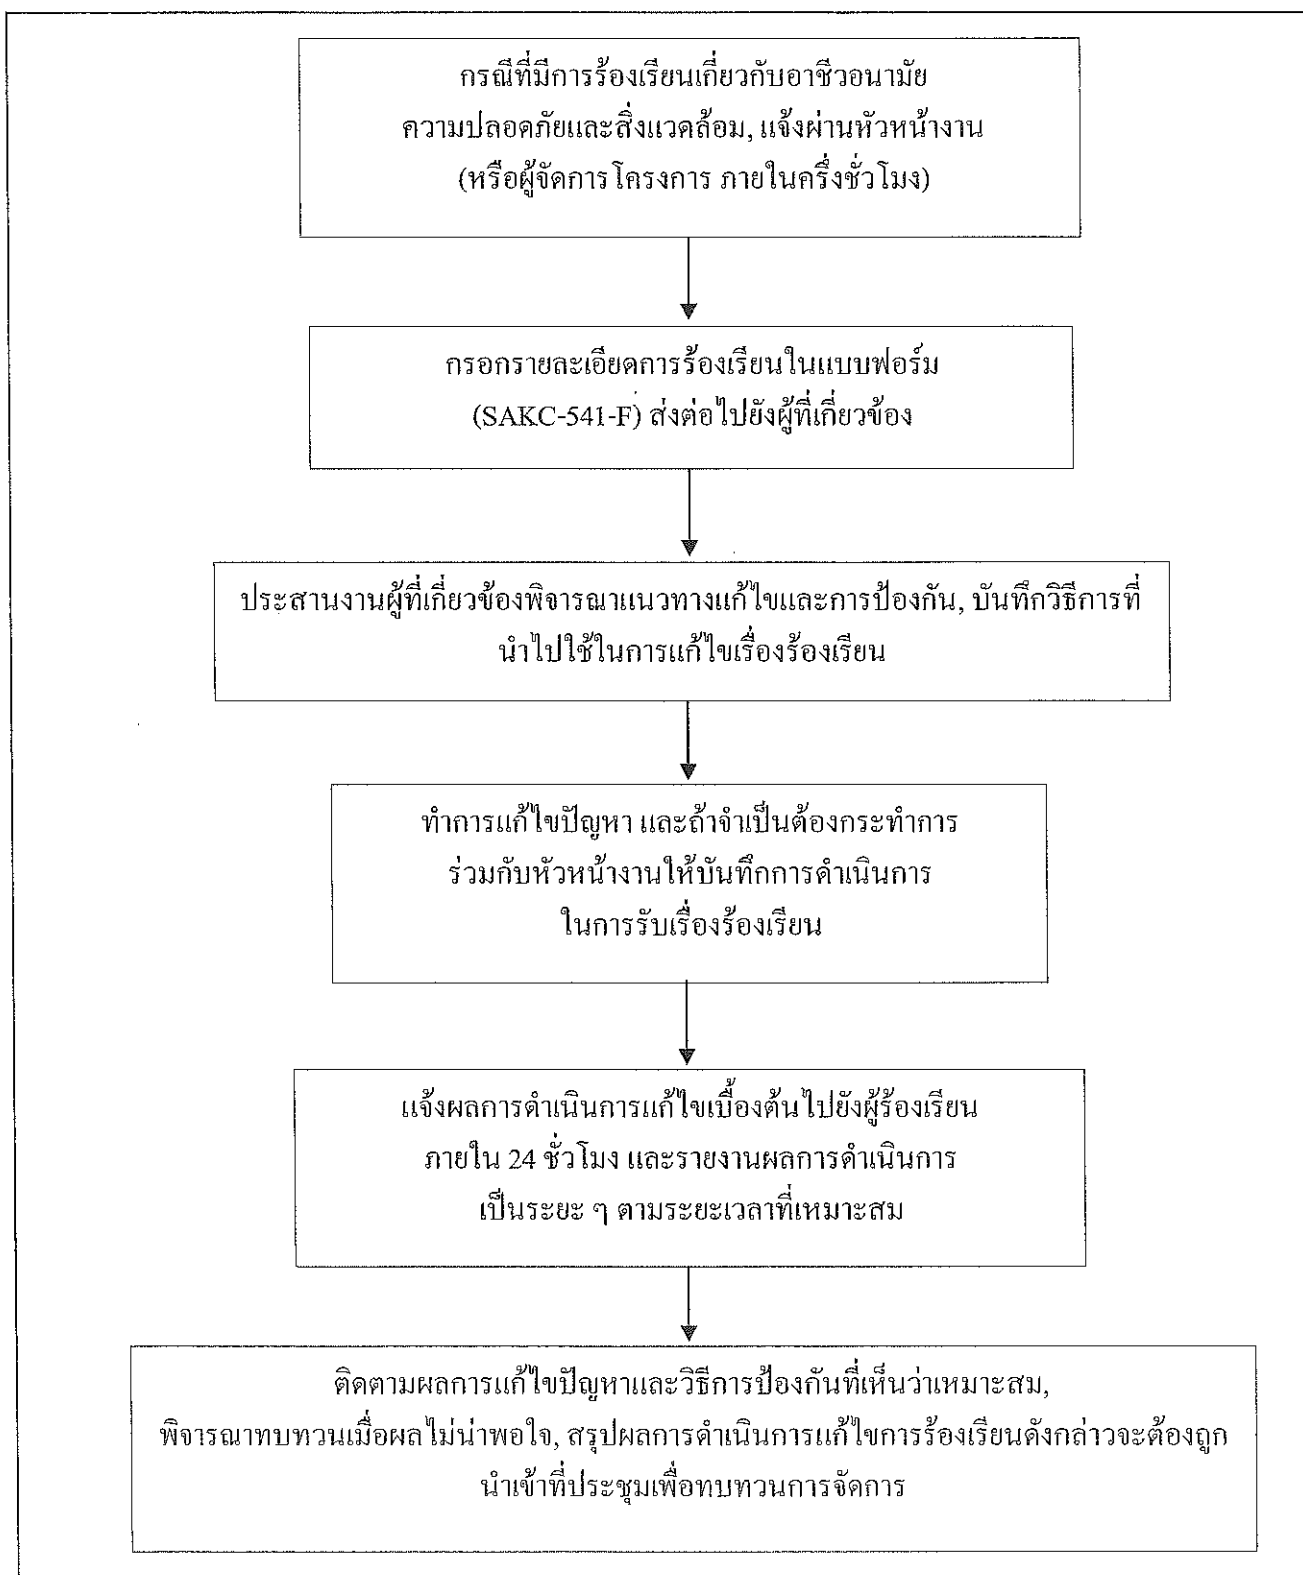 กรณีที่มีการร้องเรียนเกี่ยวกับอาชีวอนามัย
ความปลอดภัยและสิ่งแวดล้อม, แจ้งผ่านหัวหน้างาน
(หรือผู้จัดการโครงการ ภายในครึ่งชั่วโมง)
กรอกรายละเอียดการร้องเรียนในแบบฟอร์ม
(SAKC-541-F) ส่งต่อไปยังผู้ที่เกี่ยวข้อง
ประสานงานผู้ที่เกี่ยวข้องพิจารณาแนวทางแก้ไขและการป้องกัน, บันทึกวิธีการที่
นำไปใช้ในการแก้ไขเรื่องร้องเรียน
ทำการแก้ไขปัญหา และถ้าจำเป็นต้องกระทำการ
ร่วมกับหัวหน้างานให้บันทึกการดำเนินการ
ในการรับเรื่องร้องเรียน
แจ้งผลการดำเนินการแก้ไขเบื้องต้นไปยังผู้ร้องเรียน
ภายใน 24 ชั่วโมง และรายงานผลการดำเนินการ
เป็นระยะ ๆ ตามระยะเวลาที่เหมาะสม
ติดตามผลการแก้ไขปัญหาและวิธีการป้องกันที่เห็นว่าเหมาะสม,
พิจารณาทบทวนเมื่อผลไม่น่าพอใจ, สรุปผลการดำเนินการแก้ไขการร้องเรียนดังกล่าวจะต้องถูก
นำเข้าที่ประชุมเพื่อทบทวนการจัดการ